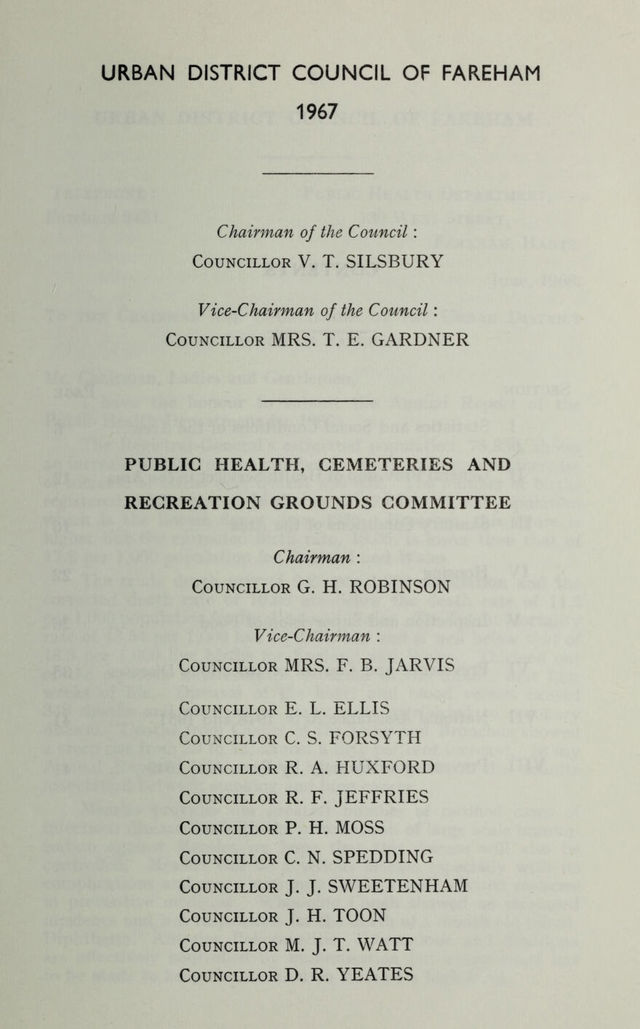 URBAN DISTRICT COUNCIL OF FAREHAM
1967
Chairman of the Council :
COUNCILLOR V. T. SILSBURY
Vice-Chairman of the Council :
COUNCILLOR MRS. T. E. GARDNER
PUBLIC HEALTH, CEMETERIES AND
RECREATION GROUNDS COMMITTEE
Chairman :
COUNCILLOR G. H. ROBINSON
Vice-Chairman :
COUNCILLOR MRS. F. B. JARVIS
COUNCILLOR E. L. ELLIS
COUNCILLOR C. S. FORSYTH
COUNCILLOR R. A. HUXFORD
COUNCILLOR R. F. JEFFRIES
COUNCILLOR P. H. MOSS
COUNCILLOR C. N. SPEDDING
COUNCILLOR J. J. SWEETENHAM
COUNCILLOR J. H. TOON
COUNCILLOR M. J. T. WATT
COUNCILLOR D. R. YEATES